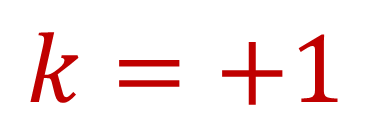 k = +1